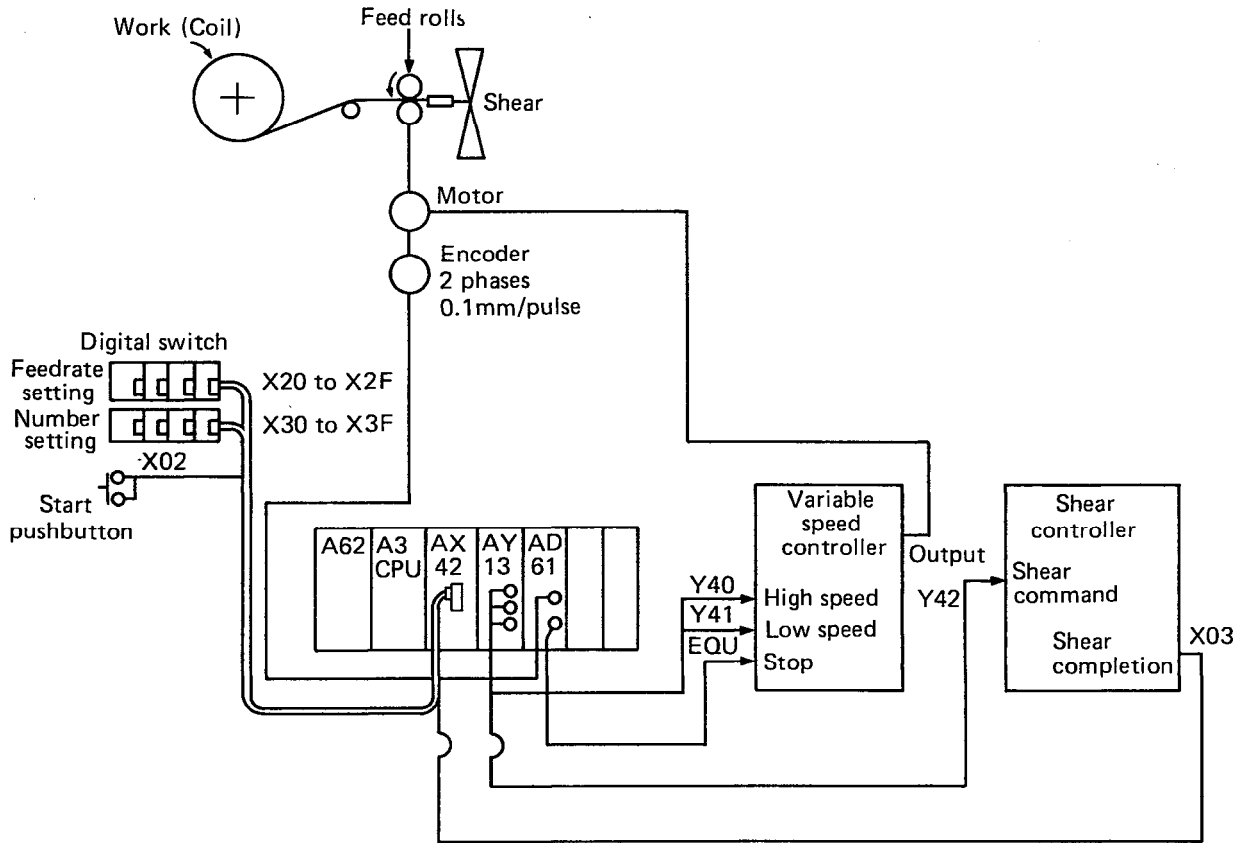 Feed rolls
Work (Coil)
Shear
Motor
Encoder
2 phases
0.1mm/pulse
Digital switch
Feedrate
setting
X20 to X2F
Number
setting
X30 to X3F
X02
Start
pushbutton
A62
A3
CPU
AX
42
AY
13
AD
61
Variable
speed
controller
Y40
High speed
Y41
Low speed
EQU
Stop
Output
Y42
Shear
controller
Shear
command
Shear
completion
X03